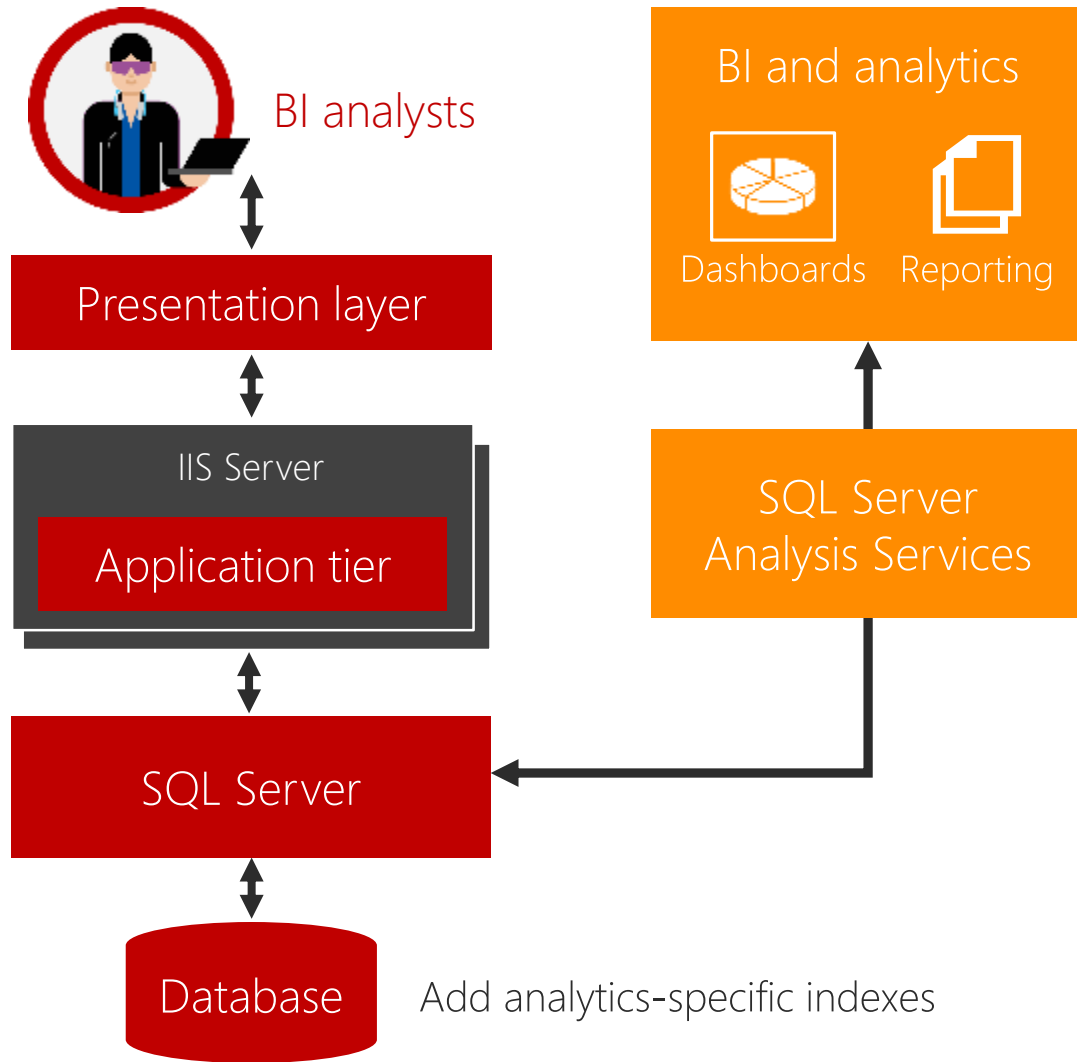 BI analysts
Presentation layer
IIS Server
Application tier
SQL Server
Database
Add analytics-specific indexes
BI and analytics
Dashboards
Reporting
SQL Server
Analysis Services